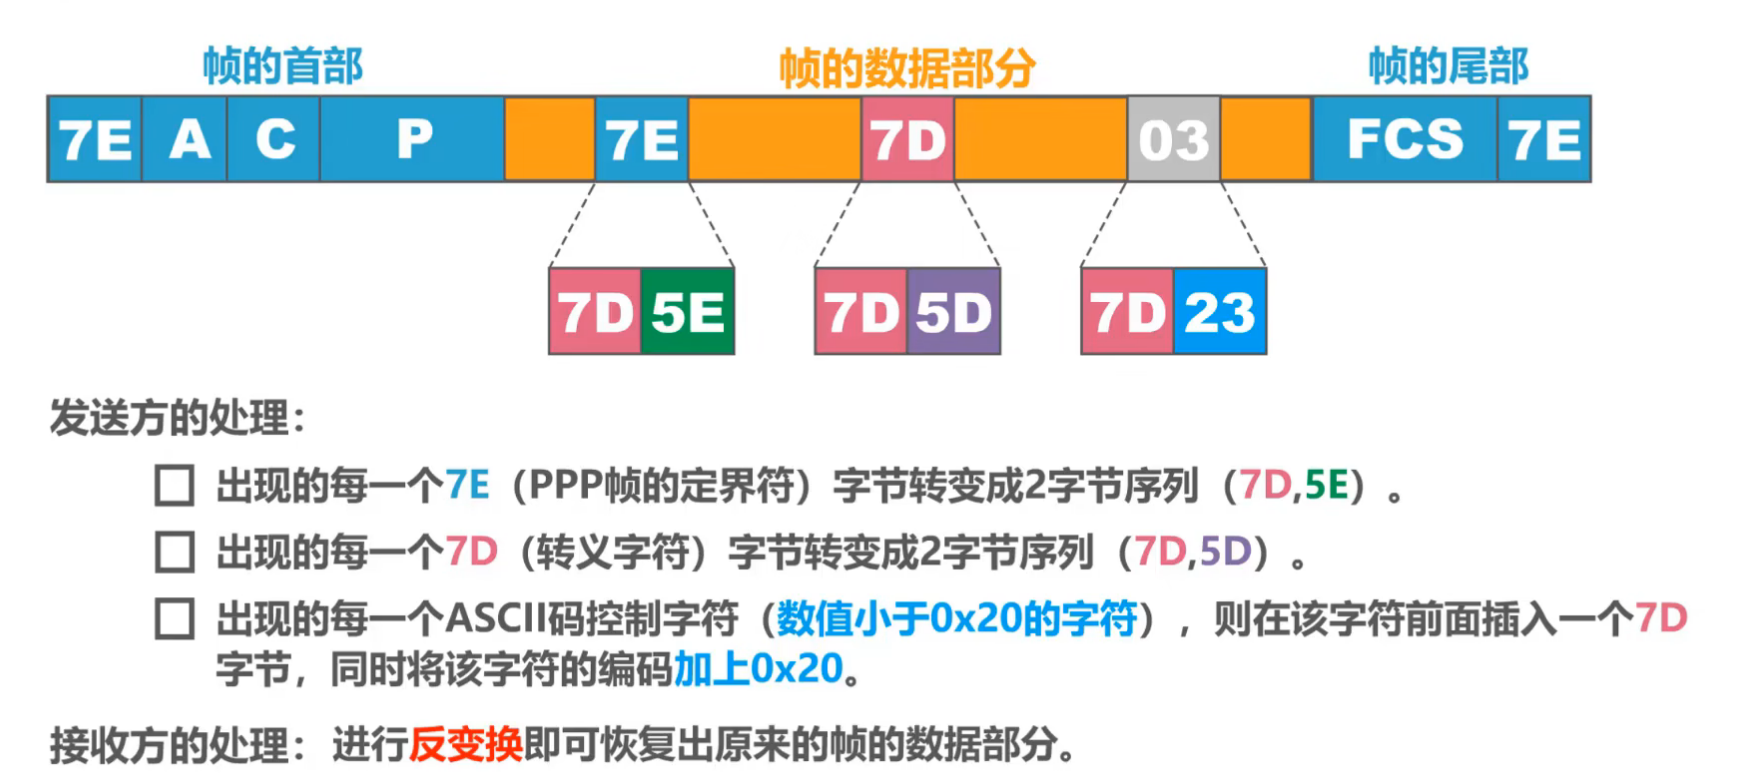 帧的首部 帧的数据部分 帧的尾部
7E A C P 7E 7D 03 FCS 7E
7D 5E 7D 5D 7D 23
发送方的处理：
出现的每一个7E（PPP帧的定界符）字节转变成2字节序列（7D,5E）。
出现的每一个7D（转义字符）字节转变成2字节序列（7D,5D）。
出现的每一个ASCII码控制字符（数值小于0x20的字符），则在该字符前面插入一个7D
字节，同时将该字符的编码加上0x20。
接收方的处理：进行反变换即可恢复出原来的帧的数据部分。